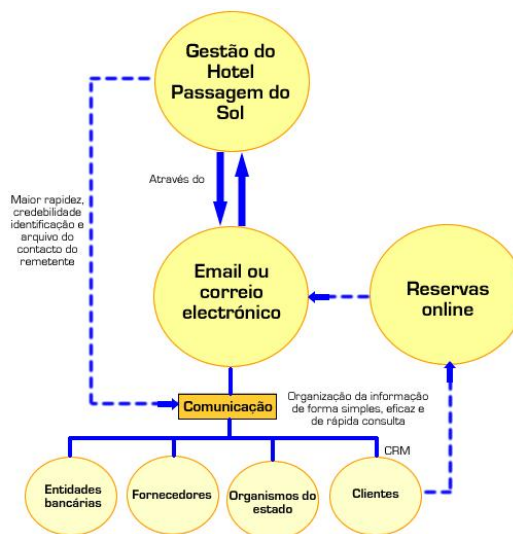 Gestão do
Hotel
Passagem do
Sol
Através do
Maior rapidez,
credebilidade
identificação e
arquivo do
contacto do
remetente
Email ou
correio
electrónico
Reservas
online
Comunicação
Organização da informação
de forma simples, eficaz e
de rápida consulta
CRM
Entidades
bancárias
Fornecedores
Organismos do
estado
Clientes